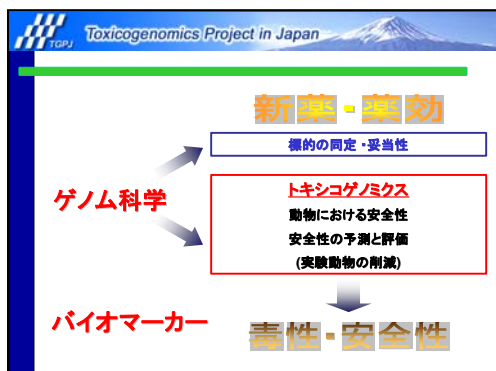 TGPJ
Toxicogenomics Project in Japan
新薬・薬効
標的の同定・妥当性
ゲノム科学
トキシコゲノミクス
動物における安全性
安全性の予測と評価
(実験動物の削減)
バイオマーカー
毒性・安全性